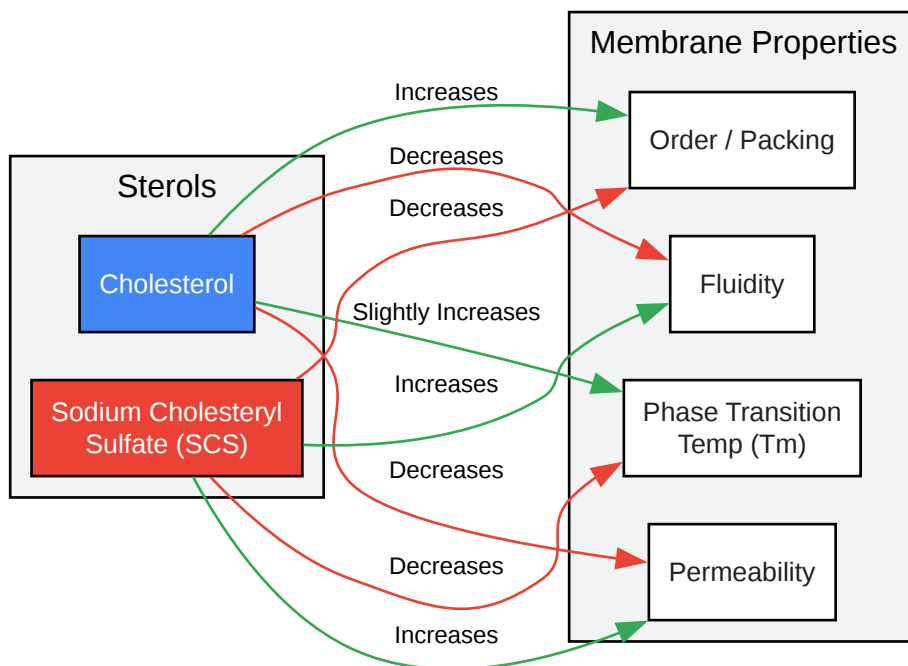 Membrane Properties
Increases
Order / Packing
Decreases
Sterols
Decreases
Cholesterol
Fluidity
Slightly Increases
Increases
Sodium Cholesteryl
Sulfate (SCS)
Phase Transition
Temp (Tm)
Decreases
Decreases
Permeability
Increases